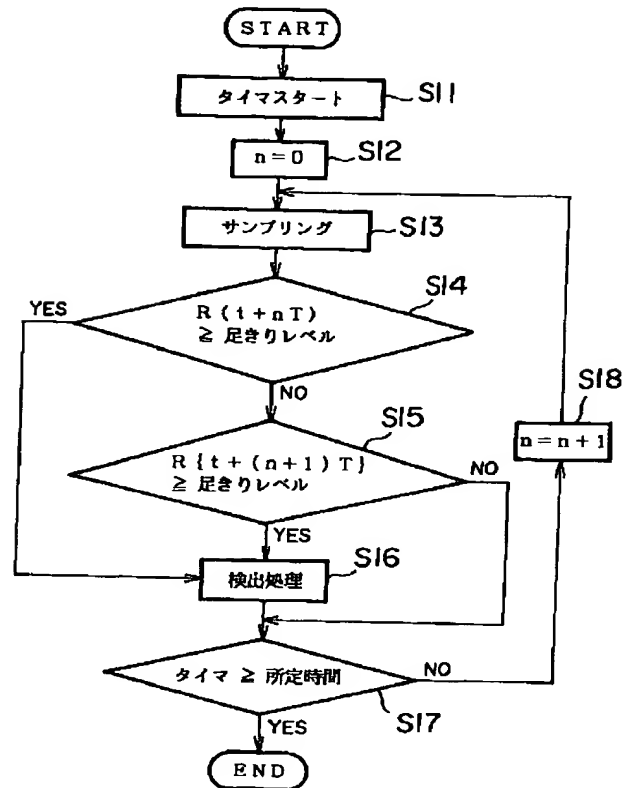 START
タイマスタート
S11
n=0
S12
サンプリング
S13
S14
YES
R(t+nT)
≧ 足きりレベル
NO
S18
n=n+1
S15
R{t+(n+1)T}
≧ 足きりレベル
NO
YES
検出処理
S16
タイマ ≧ 所定時間
NO
S17
YES
END